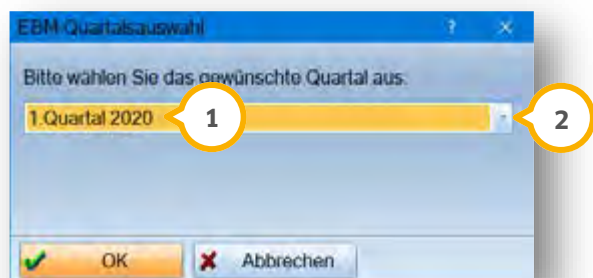 EBM Quartalsauswahl ? ×
Bitte wählen Sie das gewünschte Quartal aus:
1.Quartal 2020 1 2
OK Abbrechen